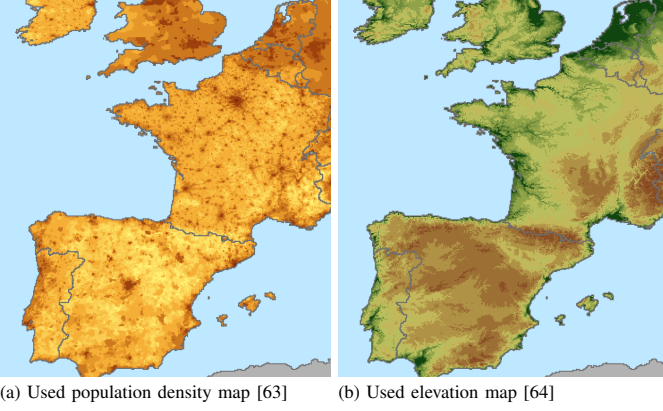 (a) Used population density map [63]
(b) Used elevation map [64]